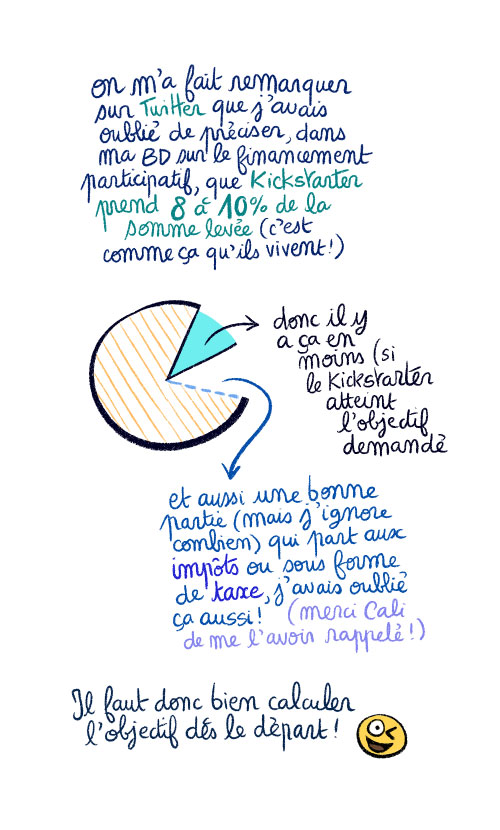 on m'a fait remarquer
sur Twitter que j'avais
oublié de préciser, dans
ma BD sur le financement
participatif, que Kickstarter
prend 8 à 10% de la
somme levée (c'est
comme ça qu'ils vivent!)
donc il y
a ça en
moins (si
le Kickstarter
atteint
l'objectif
demandé
et aussi une bonne
partie (mais j'ignore
combien) qui part aux
impôts ou sous forme
de taxe, j'avais oublié
ça aussi! (merci Cali
de me l'avoir rappelé!)
Il faut donc bien calculer
l'objectif dés le départ!